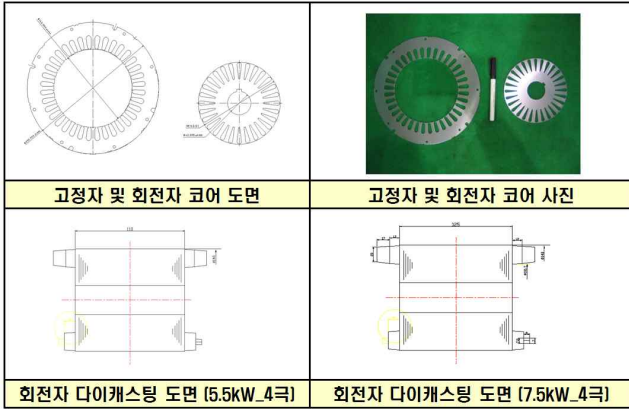 고정자 및 회전자 코어 도면
고정자 및 회전자 코어 사진
회전자 다이캐스팅 도면 (5.5kW_4극)
회전자 다이캐스팅 도면 (7.5kW_4극)